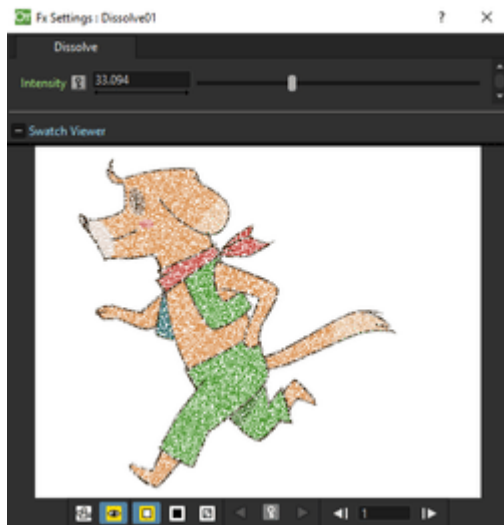 Fx Settings : Dissolve01
Dissolve
Intensity 33.094
Swatch Viewer
1